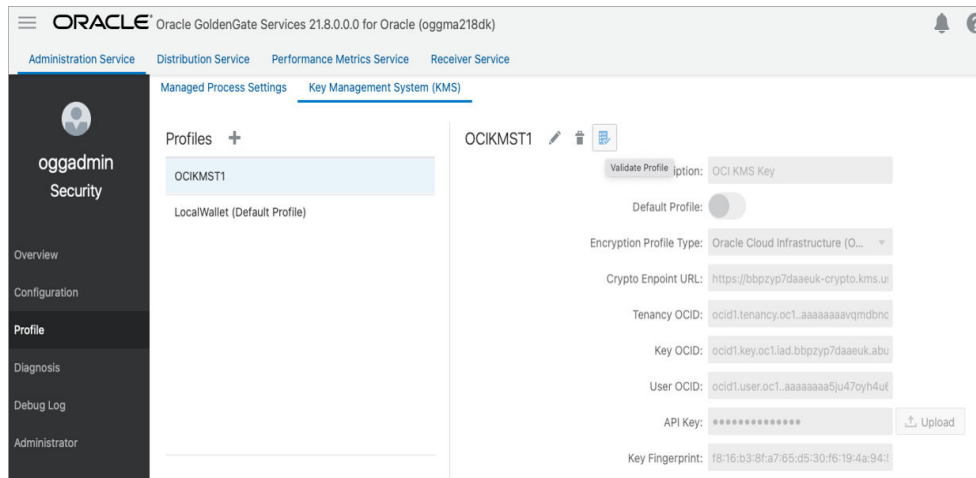 ORACLE Oracle GoldenGate Services 21.8.0.0.0 for Oracle (oggma218dk)
Administration Service Distribution Service Performance Metrics Service Receiver Service
Managed Process Settings Key Management System (KMS)
oggadmin
Security
Overview
Configuration
Profile
Diagnosis
Debug Log
Administrator
Profiles +
OCIKMST1
LocalWallet (Default Profile)
OCIKMST1
Validate Profile
iption: OCI KMS Key
Default Profile:
Encryption Profile Type: Oracle Cloud Infrastructure (O...
Crypto Enpoint URL: https://bbpzyp7daaeuk-crypto.kms.u
Tenancy OCID: ocid1.tenancy.oc1..aaaaaaaavqmdbnc
Key OCID: ocid1.key.oc1.iad.bbpzyp7daaeuk.abu
User OCID: ocid1.user.oc1..aaaaaaaa5ju47oyh4u6
API Key: •••••••••••••• Upload
Key Fingerprint: f8:16:b3:8f:a7:65:d5:30:f6:19:4a:94: